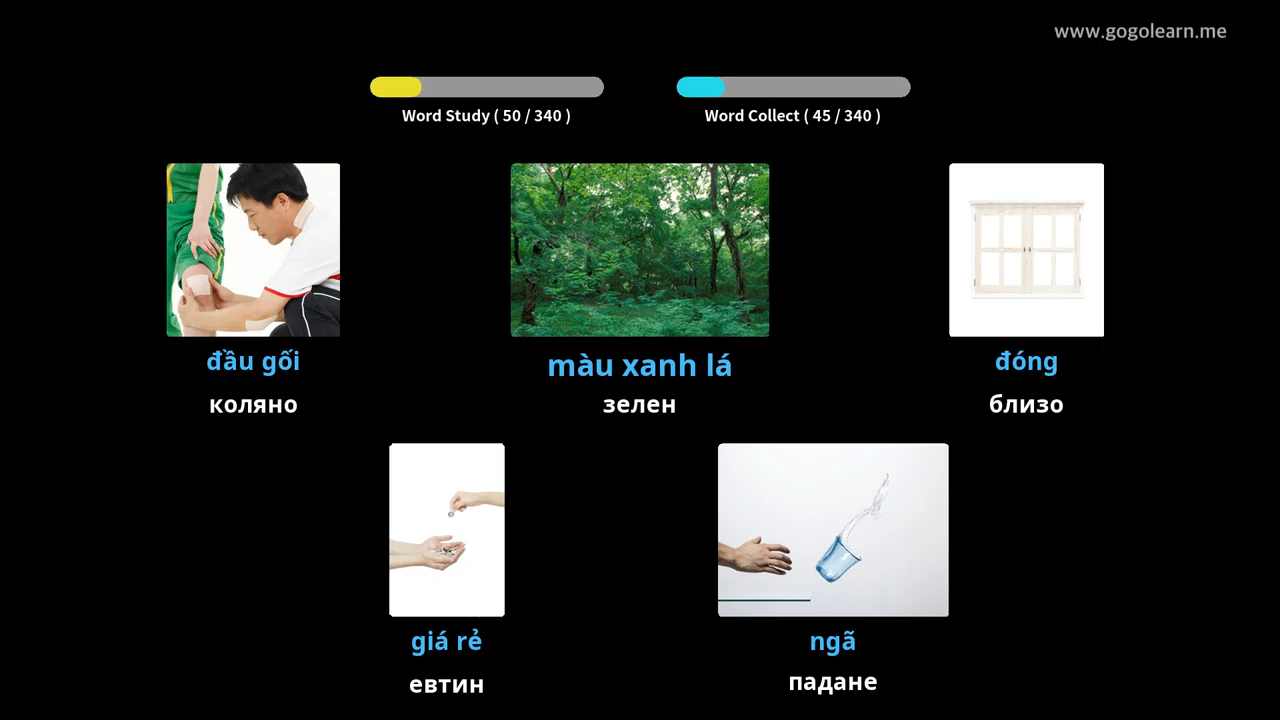 www.gogolearn.me
Word Study ( 50 / 340 )
Word Collect ( 45 / 340 )
đầu gối
màu xanh lá
đóng
коляно
зелен
близо
giá rẻ
ngã
евтин
падане